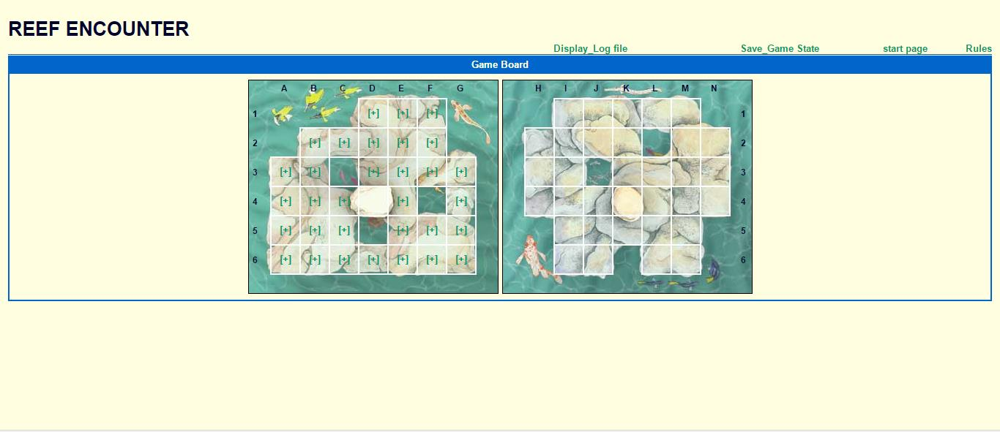 REEF ENCOUNTER
Display_Log file Save_Game State start page Rules
Game Board
A B C D E F G H I J K L M N
1 [+] [+] [+] 1
2 [+] [+] [+] [+] [+] 2
3 [+] [+] [+] [+] [+] [+] 3
4 [+] [+] [+] [+] [+] 4
5 [+] [+] [+] [+] [+] [+] 5
6 [+] [+] [+] [+] [+] [+] [+] 6